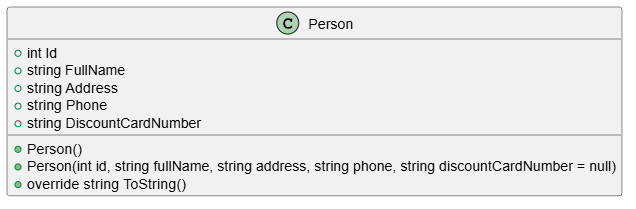 C Person
int Id
string FullName
string Address
string Phone
string DiscountCardNumber
Person()
Person(int id, string fullName, string address, string phone, string discountCardNumber = null)
override string ToString()